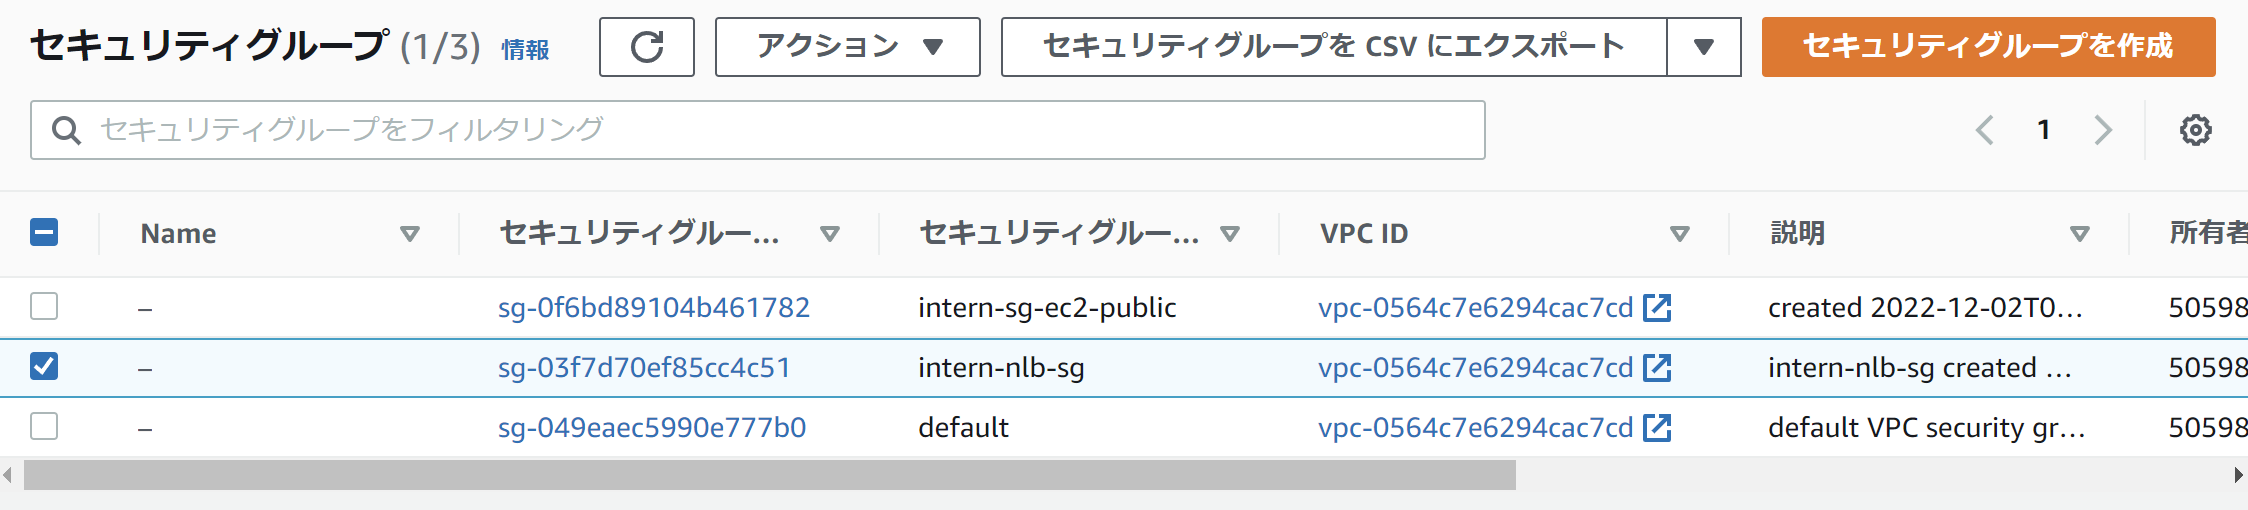 セキュリティグループ (1/3) 情報 アクション セキュリティグループを CSV にエクスポート セキュリティグループを作成
セキュリティグループをフィルタリング 1
Name セキュリティグルー... セキュリティグルー... VPC ID 説明 所有者
– sg-0f6bd89104b461782 intern-sg-ec2-public vpc-0564c7e6294cac7cd created 2022-12-02T0... 50598
– sg-03f7d70ef85cc4c51 intern-nlb-sg vpc-0564c7e6294cac7cd intern-nlb-sg created ... 50598
– sg-049eaec5990e777b0 default vpc-0564c7e6294cac7cd default VPC security gr... 50598